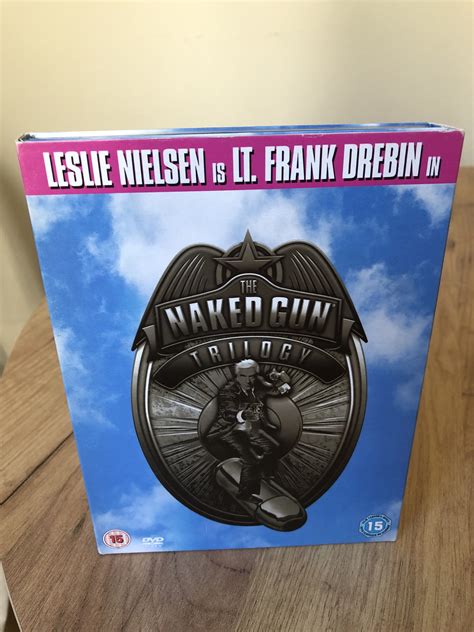 LESLIE NIELSEN IS LT. FRANK DREBIN IN
THE
NAKED GUN
TRILOGY
15
DVD
15